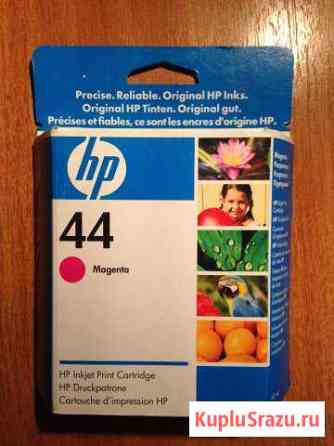 Precise. Reliable. Original HP Inks.
Original HP Tinten. Original gut.
Précises et fiables, ce sont les encres d'origine HP.
hp
44
Magenta
HP Inkjet Print Cartridge
HP Druckpatrone
Cartouche d'impression HP
Magenta
KupluSrazu.ru